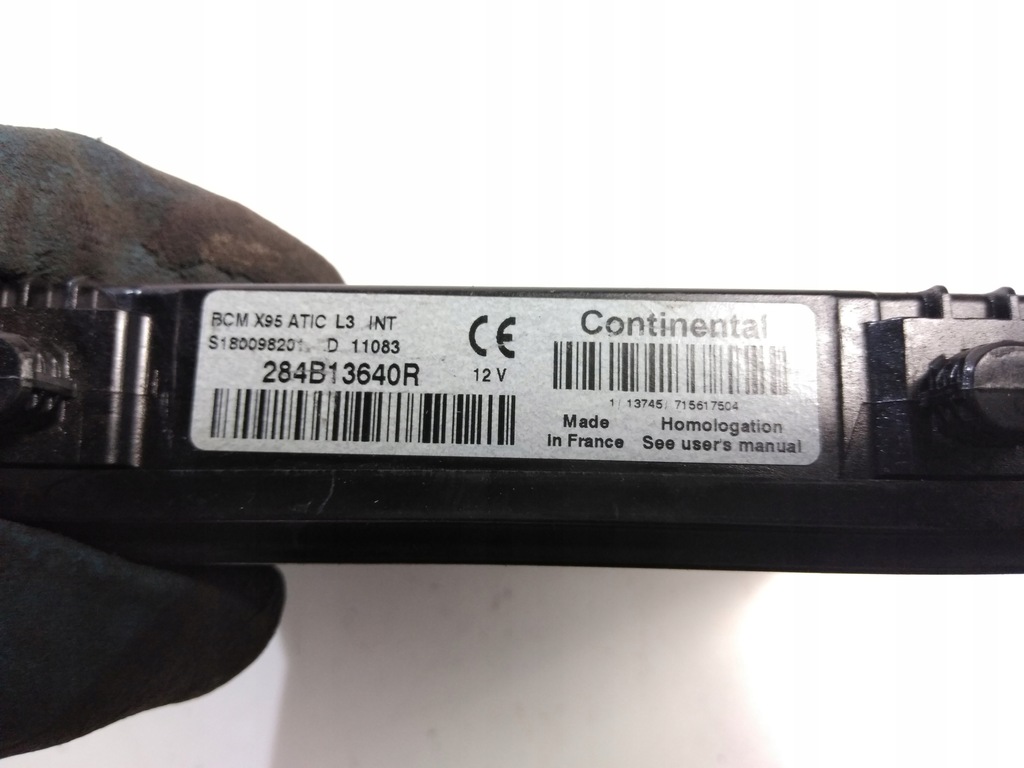 BCM X95 ATIC L3 INT
S180098201 D 11083
284B13640R
CE
12 V
Continental
1/ 13745/ 715617504
Made
in France
Homologation
See user's manual